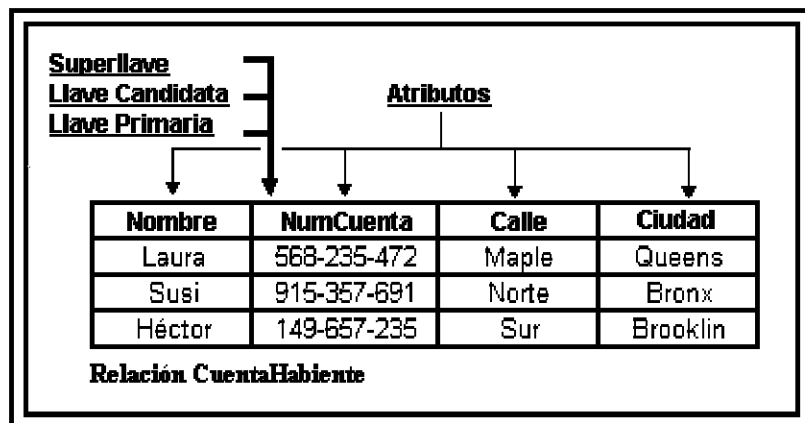 Superllave
Llave Candidata
Atributos
Llave Primaria
Nombre NumCuenta Calle Ciudad
Laura 568-235-472 Maple Queens
Susi 915-357-691 Norte Bronx
Héctor 149-657-235 Sur Brooklin
Relación CuentaHabiente